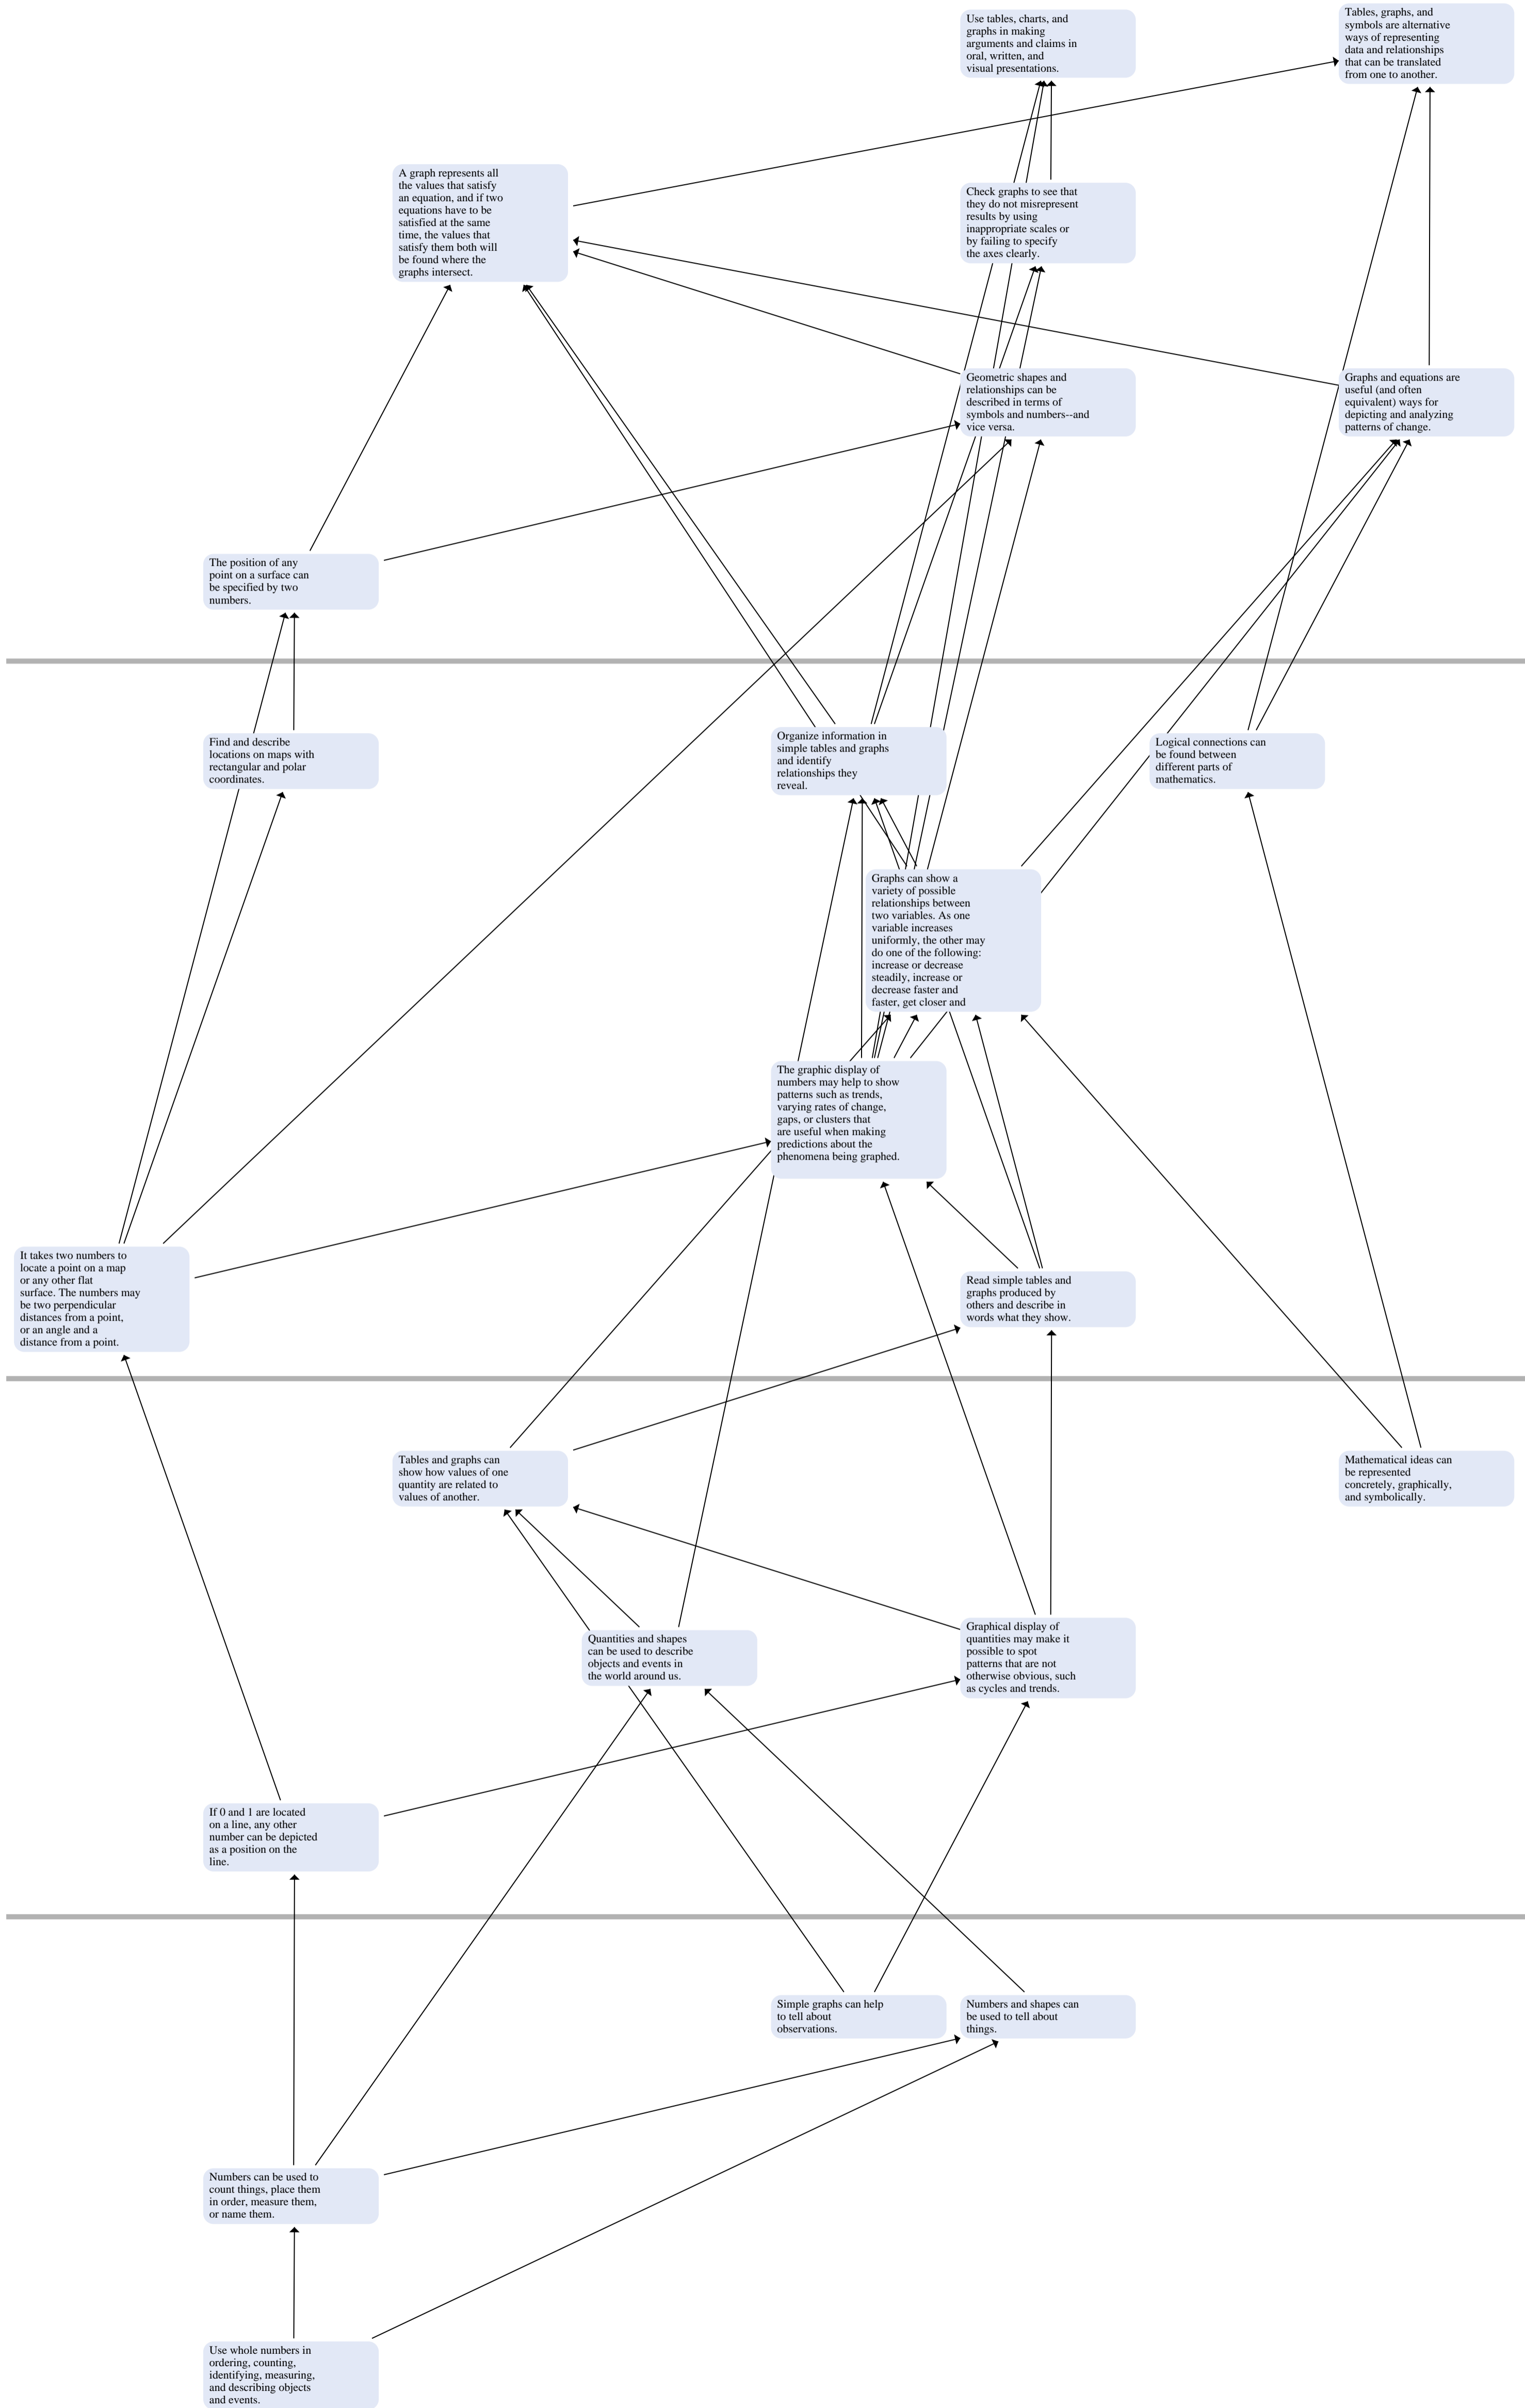 Use tables, charts, and
graphs in making
arguments and claims in
oral, written, and
visual presentations.
Tables, graphs, and
symbols are alternative
ways of representing
data and relationships
that can be translated
from one to another.
A graph represents all
the values that satisfy
an equation, and if two
equations have to be
satisfied at the same
time, the values that
satisfy them both will
be found where the
graphs intersect.
Check graphs to see that
they do not misrepresent
results by using
inappropriate scales or
by failing to specify
the axes clearly.
Geometric shapes and
relationships can be
described in terms of
symbols and numbers--and
vice versa.
Graphs and equations are
useful (and often
equivalent) ways for
depicting and analyzing
patterns of change.
The position of any
point on a surface can
be specified by two
numbers.
Find and describe
locations on maps with
rectangular and polar
coordinates.
Organize information in
simple tables and graphs
and identify
relationships they
reveal.
Logical connections can
be found between
different parts of
mathematics.
Graphs can show a
variety of possible
relationships between
two variables. As one
variable increases
uniformly, the other may
do one of the following:
increase or decrease
steadily, increase or
decrease faster and
faster, get closer and
The graphic display of
numbers may help to show
patterns such as trends,
varying rates of change,
gaps, or clusters that
are useful when making
predictions about the
phenomena being graphed.
It takes two numbers to
locate a point on a map
or any other flat
surface. The numbers may
be two perpendicular
distances from a point,
or an angle and a
distance from a point.
Read simple tables and
graphs produced by
others and describe in
words what they show.
Tables and graphs can
show how values of one
quantity are related to
values of another.
Mathematical ideas can
be represented
concretely, graphically,
and symbolically.
Quantities and shapes
can be used to describe
objects and events in
the world around us.
Graphical display of
quantities may make it
possible to spot
patterns that are not
otherwise obvious, such
as cycles and trends.
If 0 and 1 are located
on a line, any other
number can be depicted
as a position on the
line.
Simple graphs can help
to tell about
observations.
Numbers and shapes can
be used to tell about
things.
Numbers can be used to
count things, place them
in order, measure them,
or name them.
Use whole numbers in
ordering, counting,
identifying, measuring,
and describing objects
and events.